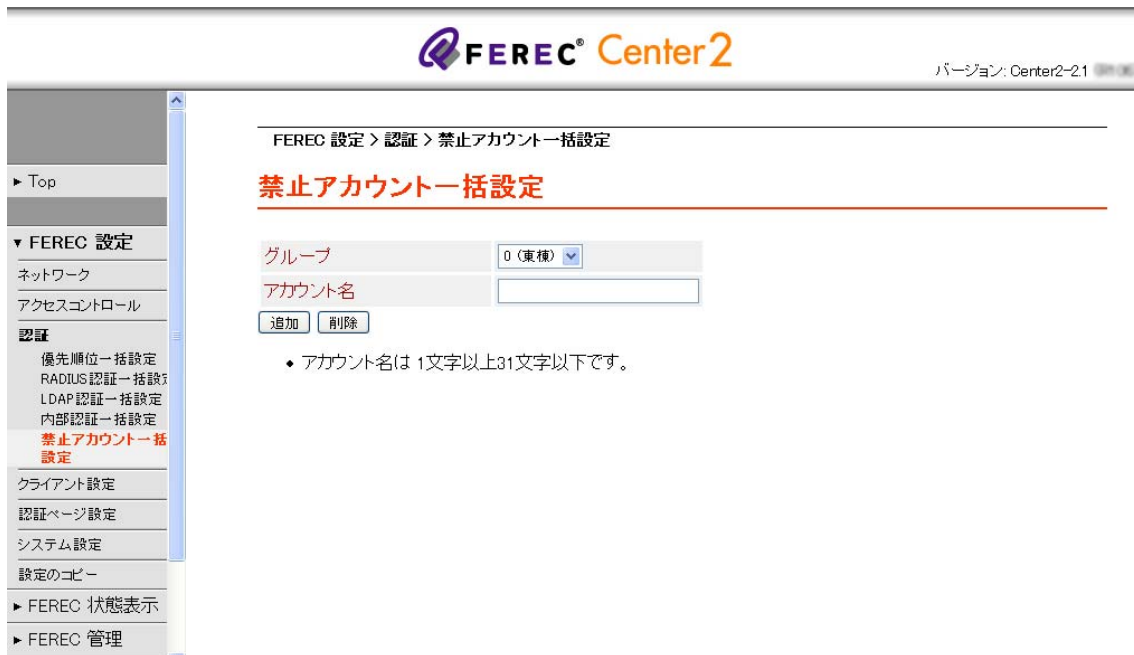 FEREC® Center2
バージョン: Center2-2.1
FEREC 設定 > 認証 > 禁止アカウント一括設定
禁止アカウント一括設定
▶ Top
▼ FEREC 設定
ネットワーク
アクセスコントロール
認証
優先順位一括設定
RADIUS認証一括設
LDAP認証一括設定
内部認証一括設定
禁止アカウント一括
設定
クライアント設定
認証ページ設定
システム設定
設定のコピー
▶ FEREC 状態表示
▶ FEREC 管理
グループ 0 (東棟)
アカウント名
追加 削除
• アカウント名は 1文字以上31文字以下です。